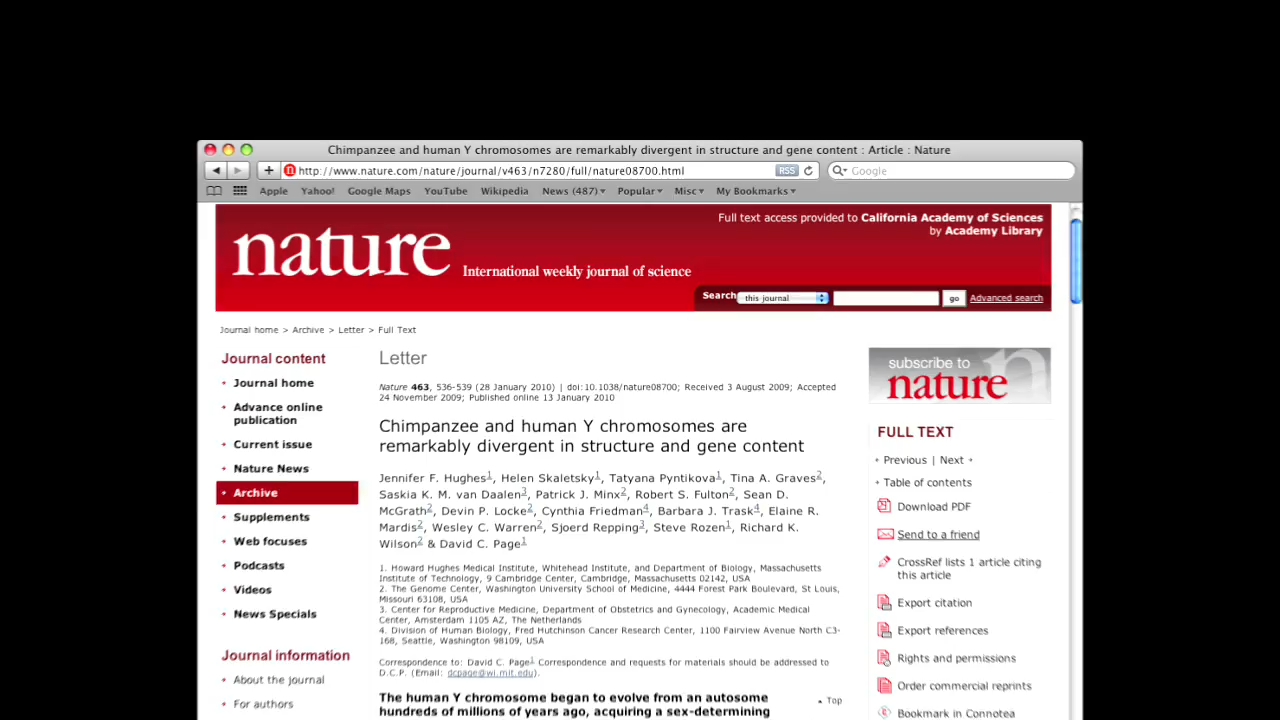 Chimpanzee and human Y chromosomes are remarkably divergent in structure and gene content : Article : Nature
http://www.nature.com/nature/journal/v463/n7280/full/nature08700.html
RSS
Google
Apple Yahoo! Google Maps YouTube Wikipedia News (487) Popular Misc My Bookmarks
Full text access provided to California Academy of Sciences
by Academy Library
nature International weekly journal of science
Search this journal go Advanced search
Journal home > Archive > Letter > Full Text
Journal content
Journal home
Advance online
publication
Current issue
Nature News
Archive
Supplements
Web focuses
Podcasts
Videos
News Specials
Journal information
About the journal
For authors
Letter
Nature 463, 536-539 (28 January 2010) | doi:10.1038/nature08700; Received 3 August 2009; Accepted
24 November 2009; Published online 13 January 2010
Chimpanzee and human Y chromosomes are
remarkably divergent in structure and gene content
Jennifer F. Hughes1, Helen Skaletsky1, Tatyana Pyntikova1, Tina A. Graves2,
Saskia K. M. van Daalen3, Patrick J. Minx2, Robert S. Fulton2, Sean D.
McGrath2, Devin P. Locke2, Cynthia Friedman4, Barbara J. Trask4, Elaine R.
Mardis2, Wesley C. Warren2, Sjoerd Repping3, Steve Rozen1, Richard K.
Wilson2 & David C. Page1
1. Howard Hughes Medical Institute, Whitehead Institute, and Department of Biology, Massachusetts
Institute of Technology, 9 Cambridge Center, Cambridge, Massachusetts 02142, USA
2. The Genome Center, Washington University School of Medicine, 4444 Forest Park Boulevard, St Louis,
Missouri 63108, USA
3. Center for Reproductive Medicine, Department of Obstetrics and Gynecology, Academic Medical
Center, Amsterdam 1105 AZ, The Netherlands
4. Division of Human Biology, Fred Hutchinson Cancer Research Center, 1100 Fairview Avenue North C3-
168, Seattle, Washington 98109, USA
Correspondence to: David C. Page1 Correspondence and requests for materials should be addressed to
D.C.P. (Email: dcpage@wi.mit.edu).
The human Y chromosome began to evolve from an autosome
hundreds of millions of years ago, acquiring a sex-determining
Top
subscribe to
nature
FULL TEXT
Previous | Next
Table of contents
Download PDF
Send to a friend
CrossRef lists 1 article citing
this article
Export citation
Export references
Rights and permissions
Order commercial reprints
Bookmark in Connotea